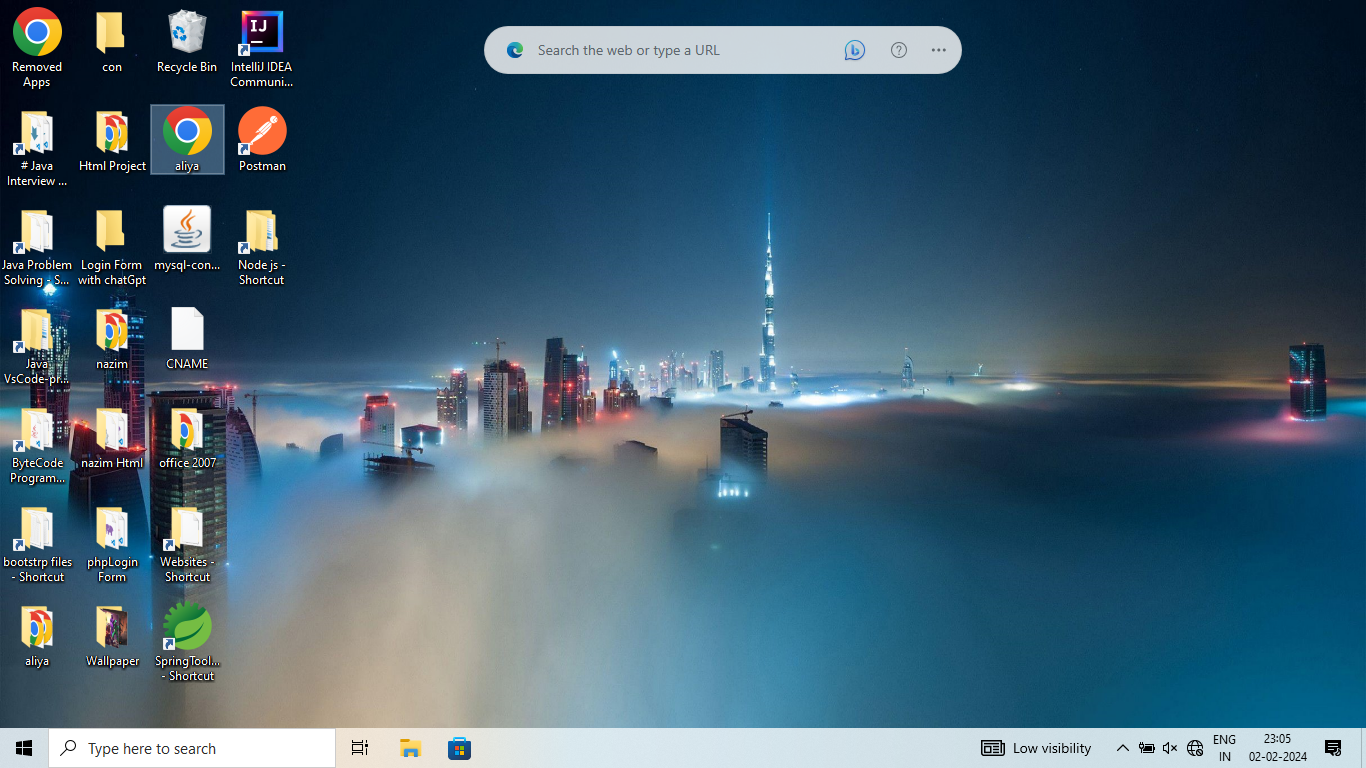 Search the web or type a URL
Removed
Apps
con
Recycle Bin
IJ
IntelliJ IDEA
Communi...
# Java
Interview ...
Html Project
aliya
Postman
Java Problem
Solving - S...
Login Form
with chatGpt
mysql-con...
Node js -
Shortcut
Java
VsCode-pr...
nazim
CNAME
ByteCode
Program...
nazim Html
office 2007
bootstrp files
- Shortcut
phpLogin
Form
Websites -
Shortcut
aliya
Wallpaper
SpringTool...
- Shortcut
Type here to search
Low visibility
ENG
IN
23:05
02-02-2024